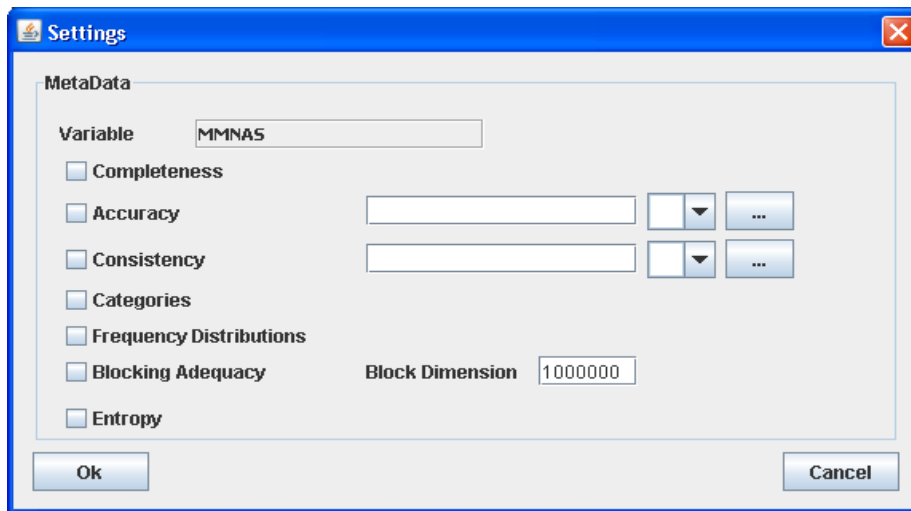 Settings
MetaData
Variable MMNAS
Completeness
Accuracy ...
Consistency ...
Categories
Frequency Distributions
Blocking Adequacy Block Dimension 1000000
Entropy
Ok Cancel